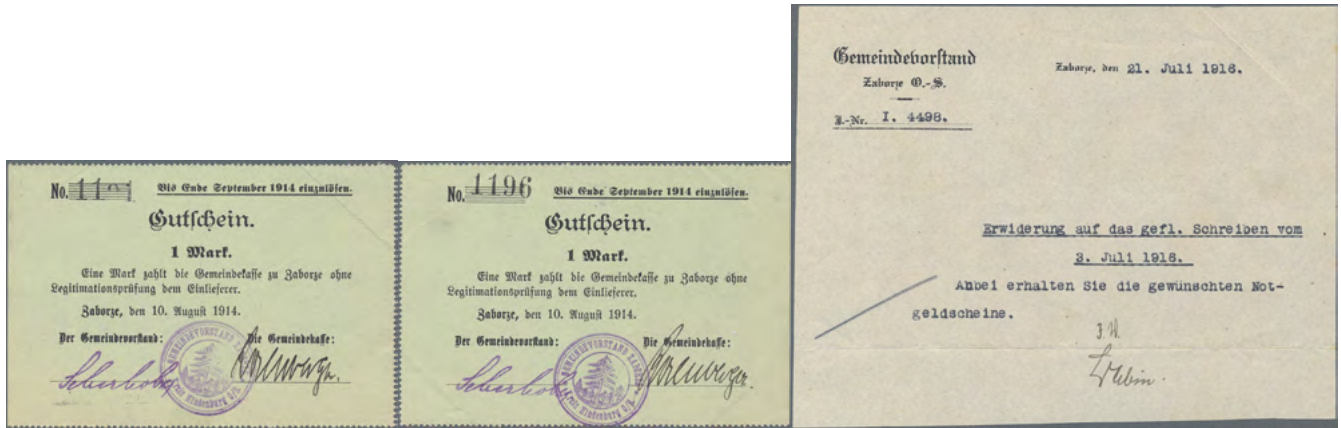 No.
Bis Ende September 1914 einzulösen.
Gutschein.
1 Mark.
Eine Mark zahlt die Gemeindekasse zu Zaborze ohne
Legitimationsprüfung dem Einlieferer.
Zaborze, den 10. August 1914.
Der Gemeindevorstand: Die Gemeindekasse:
No. 1196
Bis Ende September 1914 einzulösen.
Gutschein.
1 Mark.
Eine Mark zahlt die Gemeindekasse zu Zaborze ohne
Legitimationsprüfung dem Einlieferer.
Zaborze, den 10. August 1914.
Der Gemeindevorstand: Die Gemeindekasse:
Gemeindevorstand
Zaborze O.-S.
J.-Nr. I. 4498.
Zaborze, den 21. Juli 1916.
Erwiderung auf das gefl. Schreiben vom
3. Juli 1916.
Anbei erhalten Sie die gewünschten Not-
geldscheine.